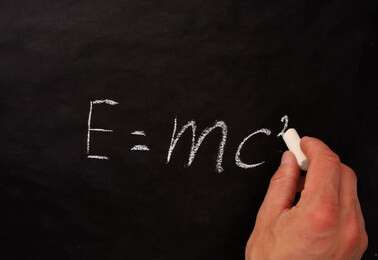 E = mc²